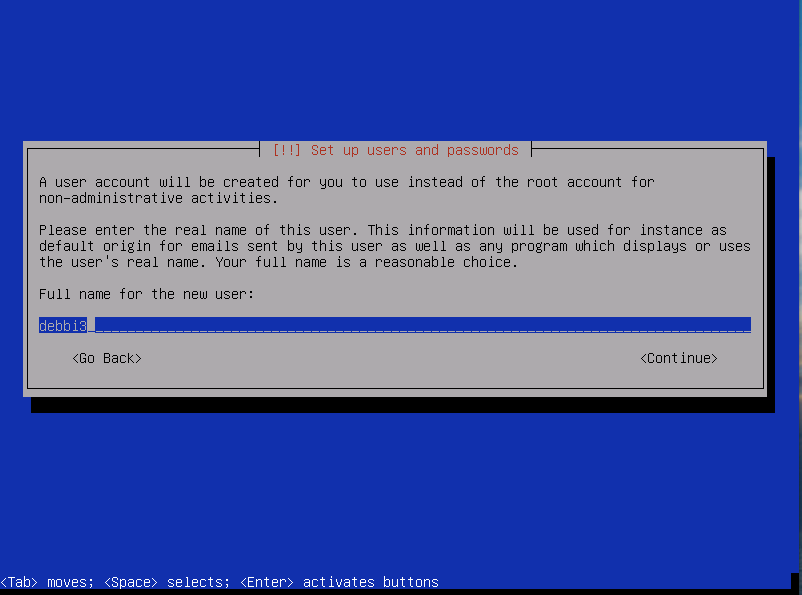 [!!] Set up users and passwords
A user account will be created for you to use instead of the root account for
non-administrative activities.
Please enter the real name of this user. This information will be used for instance as
default origin for emails sent by this user as well as any program which displays or uses
the user's real name. Your full name is a reasonable choice.
Full name for the new user:
debbi3
<Go Back> <Continue>
<Tab> moves; <Space> selects; <Enter> activates buttons